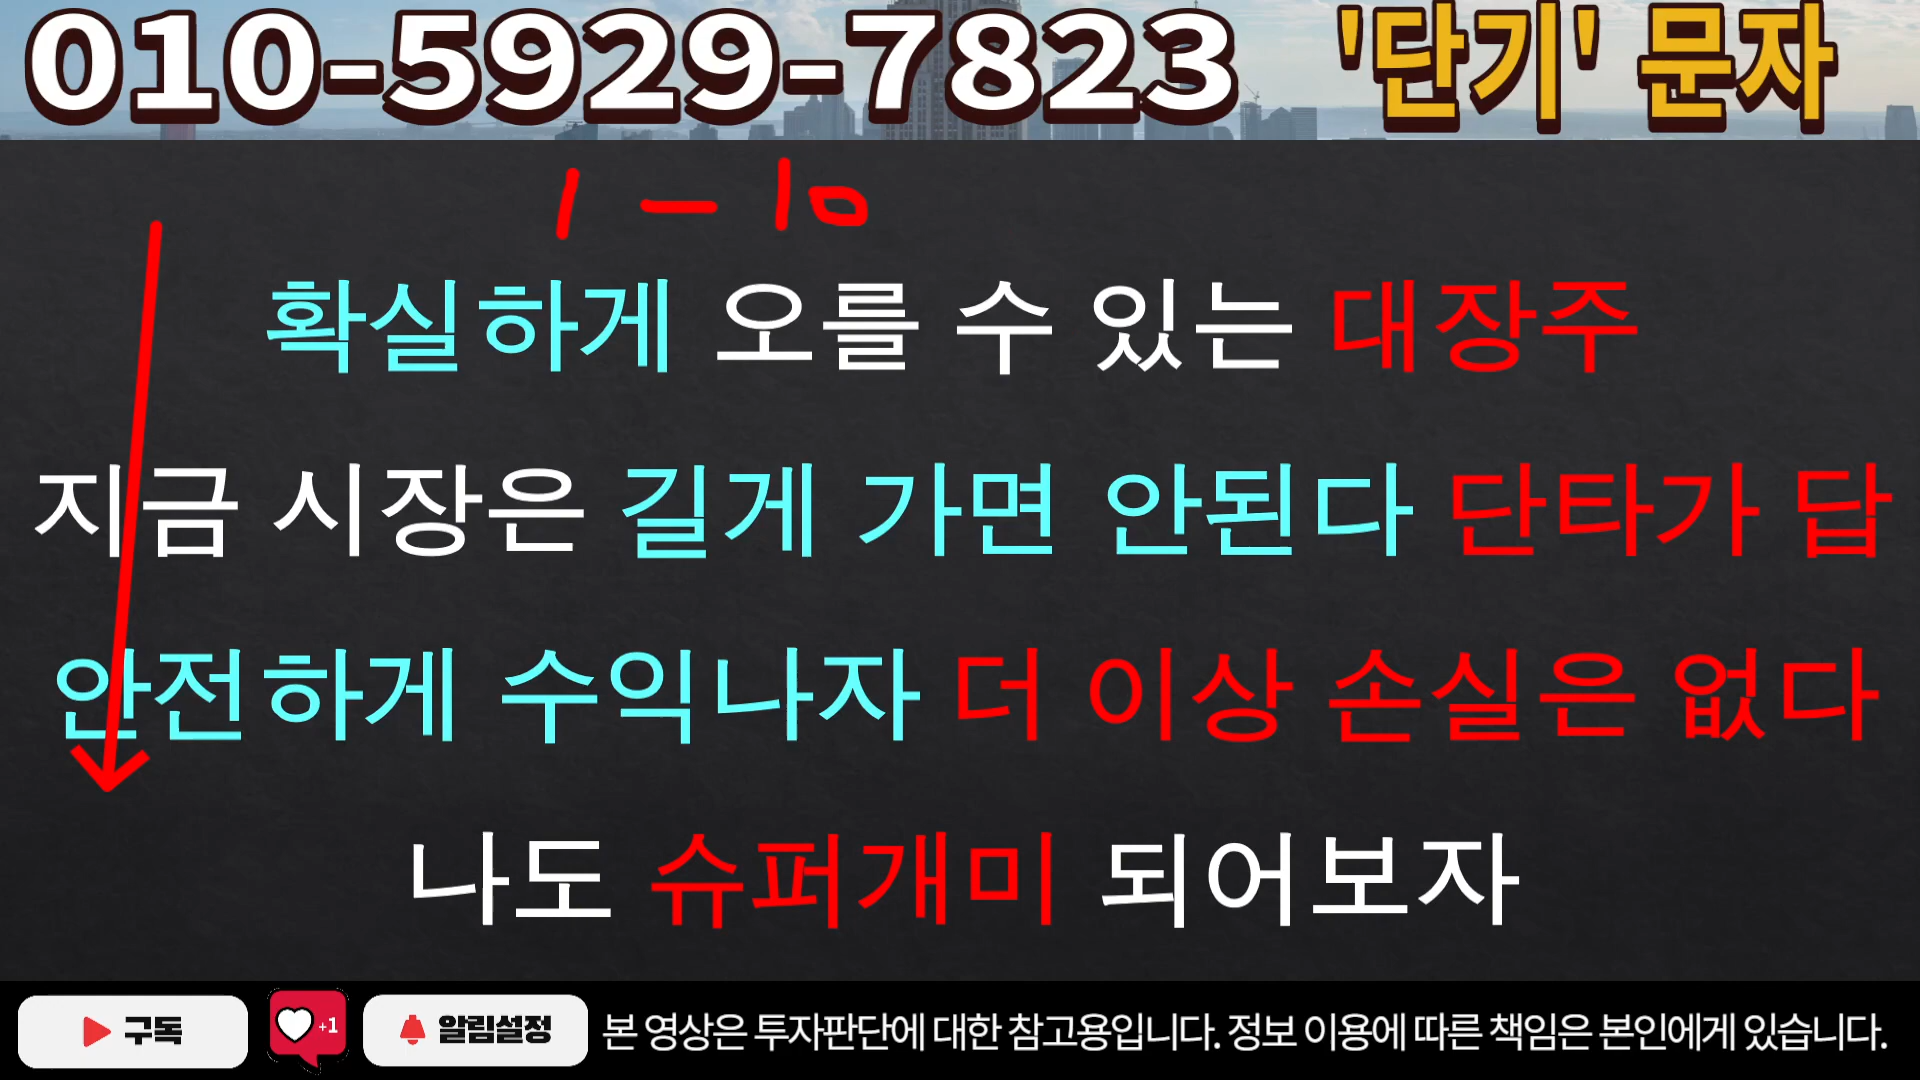 010-5929-7823 '단기' 문자
1 - 10
확실하게 오를 수 있는 대장주
지금 시장은 길게 가면 안된다 단타가 답
안전하게 수익나자 더 이상 손실은 없다
나도 슈퍼개미 되어보자
구독 +1 알림설정 본 영상은 투자판단에 대한 참고용입니다. 정보 이용에 따른 책임은 본인에게 있습니다.